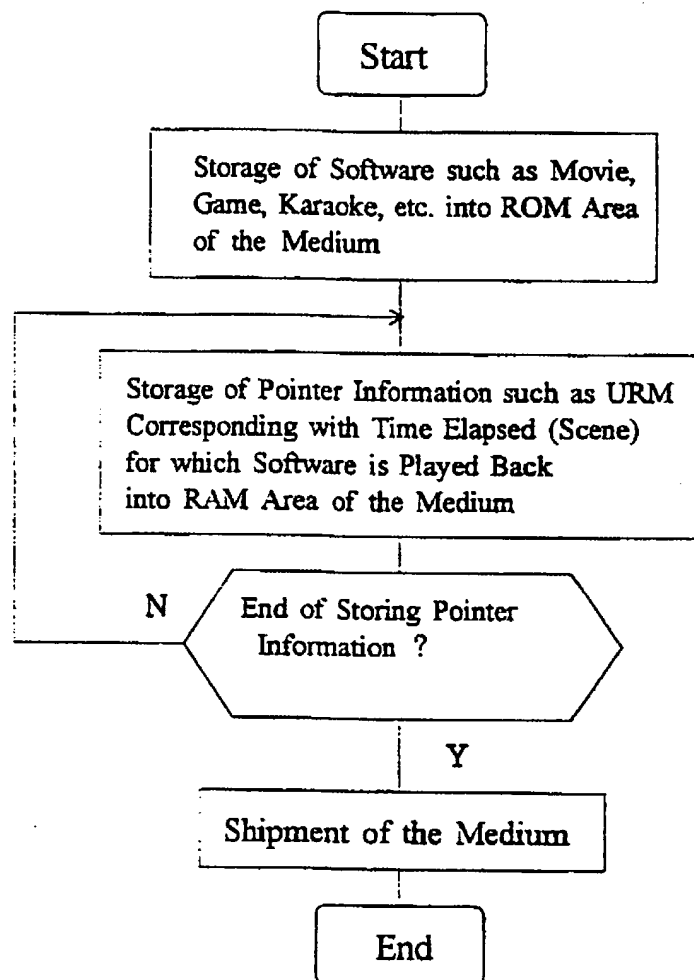 Start
Storage of Software such as Movie,
Game, Karaoke, etc. into ROM Area
of the Medium
Storage of Pointer Information such as URM
Corresponding with Time Elapsed (Scene)
for which Software is Played Back
into RAM Area of the Medium
N
End of Storing Pointer
Information ?
Y
Shipment of the Medium
End